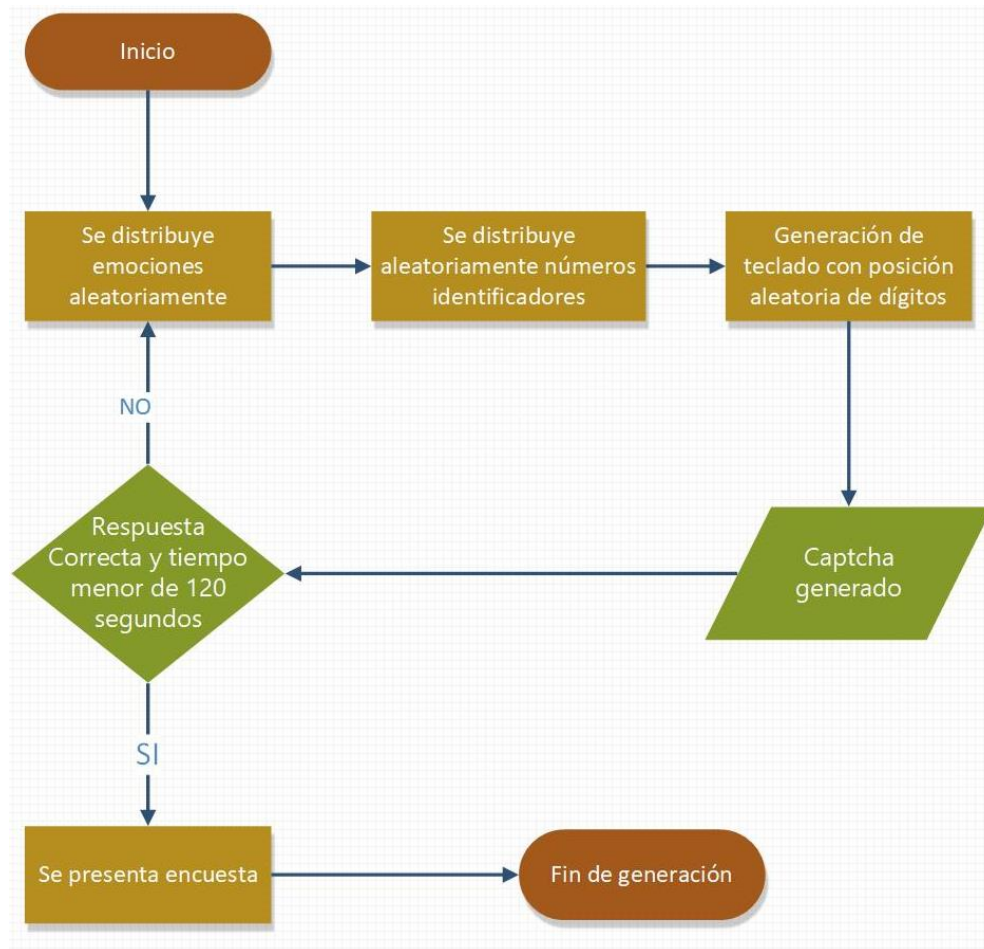 Inicio
Se distribuye
emociones
aleatoriamente
Se distribuye
aleatoriamente números
identificadores
Generación de
teclado con posición
aleatoria de dígitos
NO
Respuesta
Correcta y tiempo
menor de 120
segundos
Captcha
generado
SI
Se presenta encuesta
Fin de generación